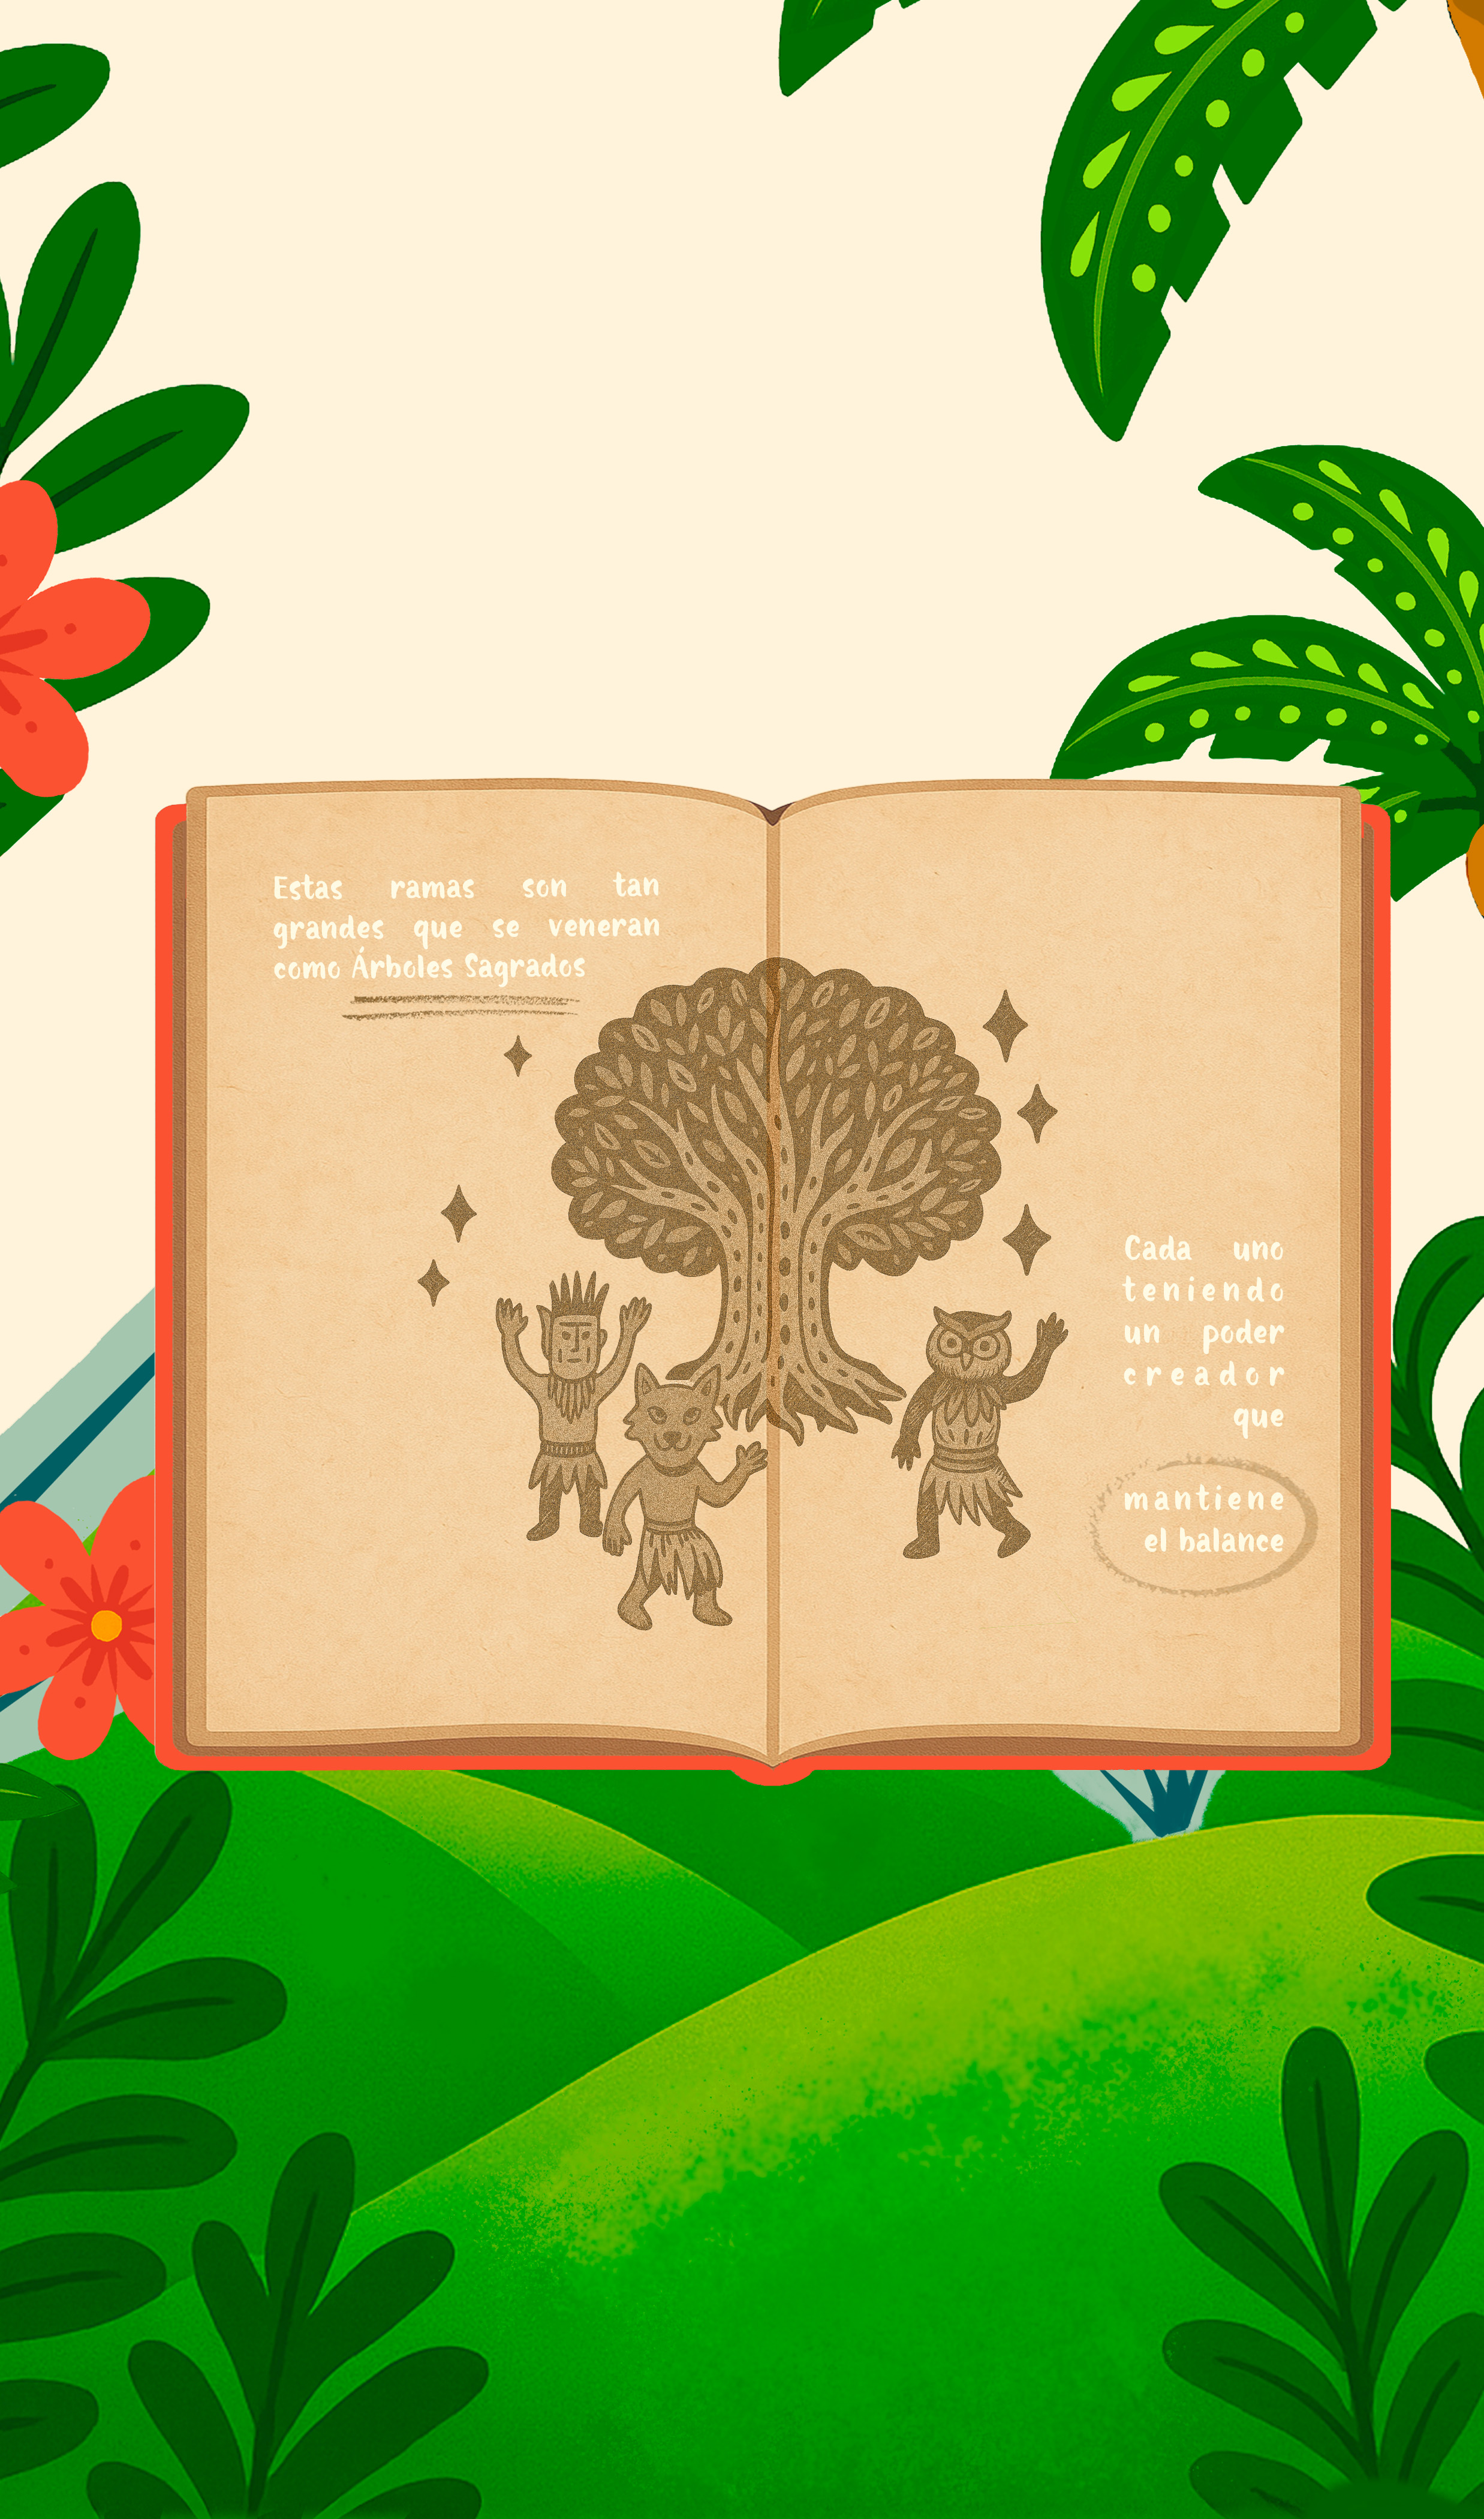 Estas ramas son tan
grandes que se veneran
como Árboles Sagrados
Cada uno
teniendo
un poder
creador
que
mantiene
el balance